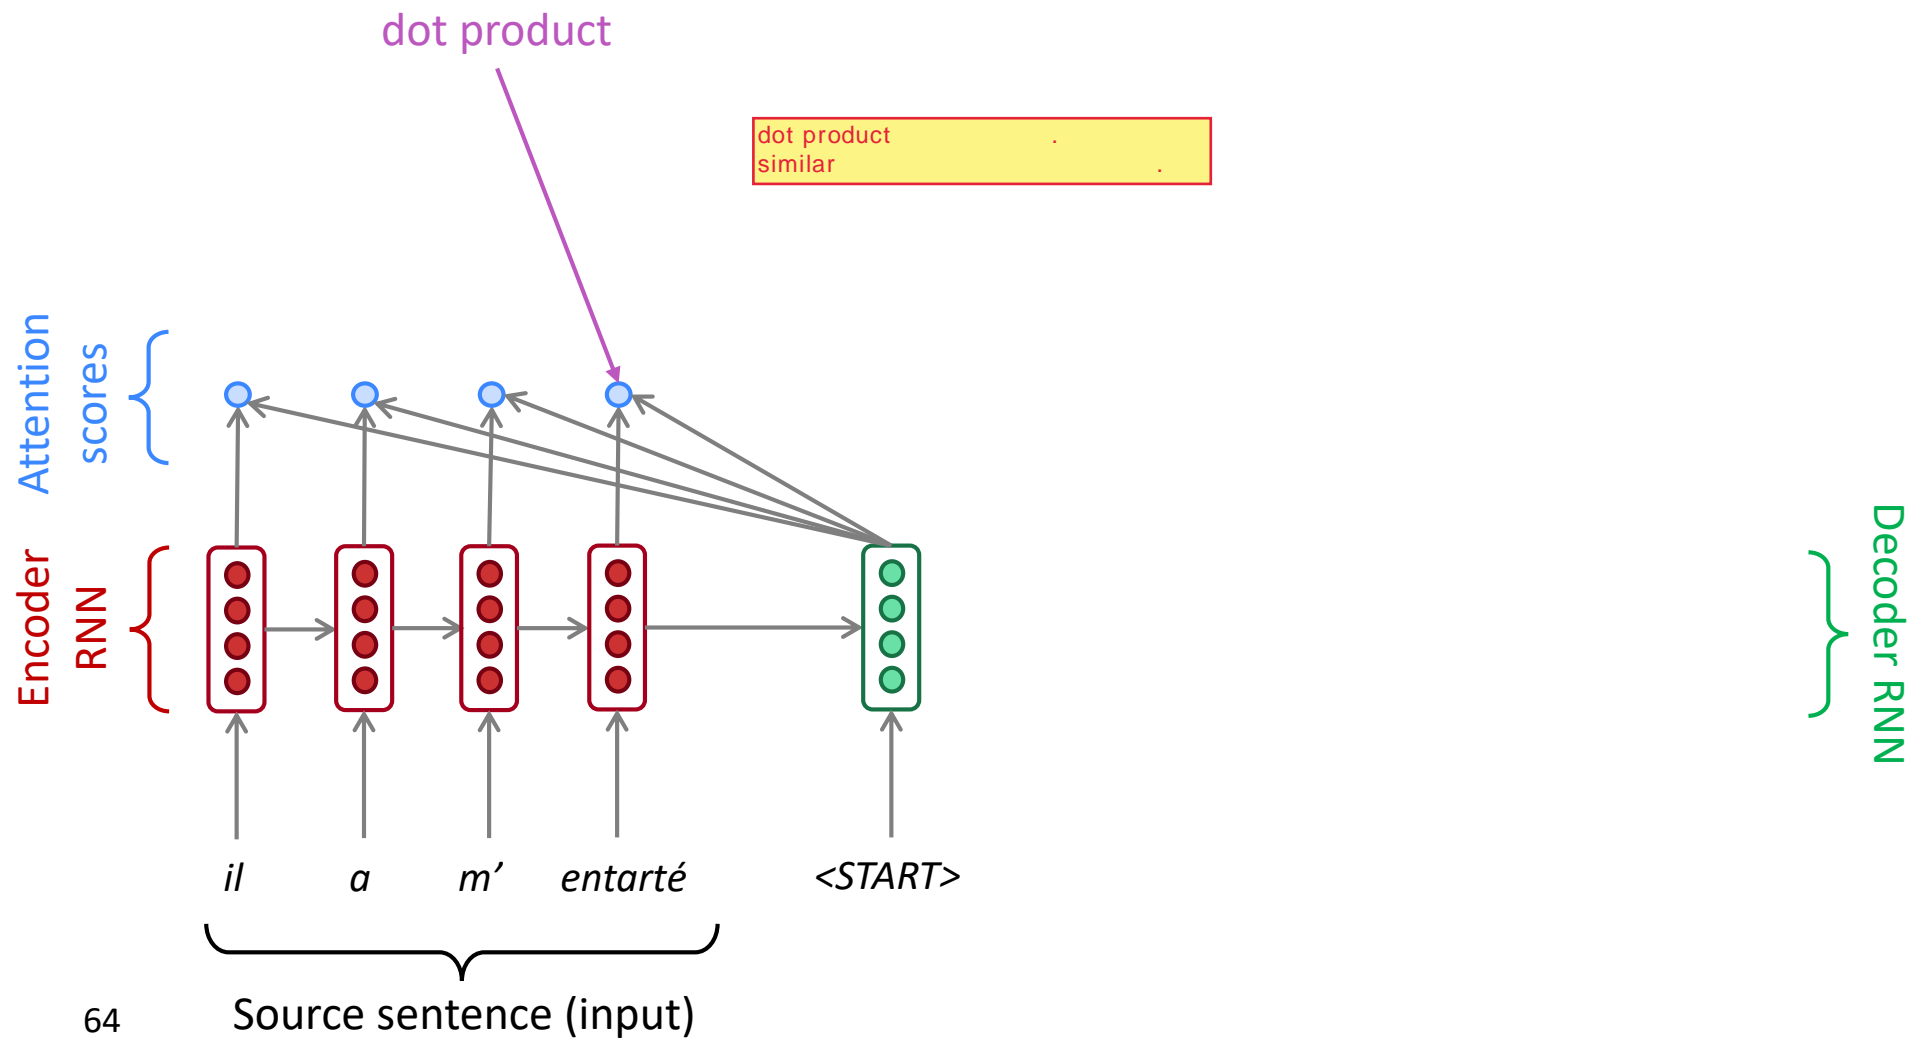 dot product
dot product .
similar .
Attention
scores
Encoder
RNN
Decoder RNN
il a m’ entarté <START>
Source sentence (input)
64